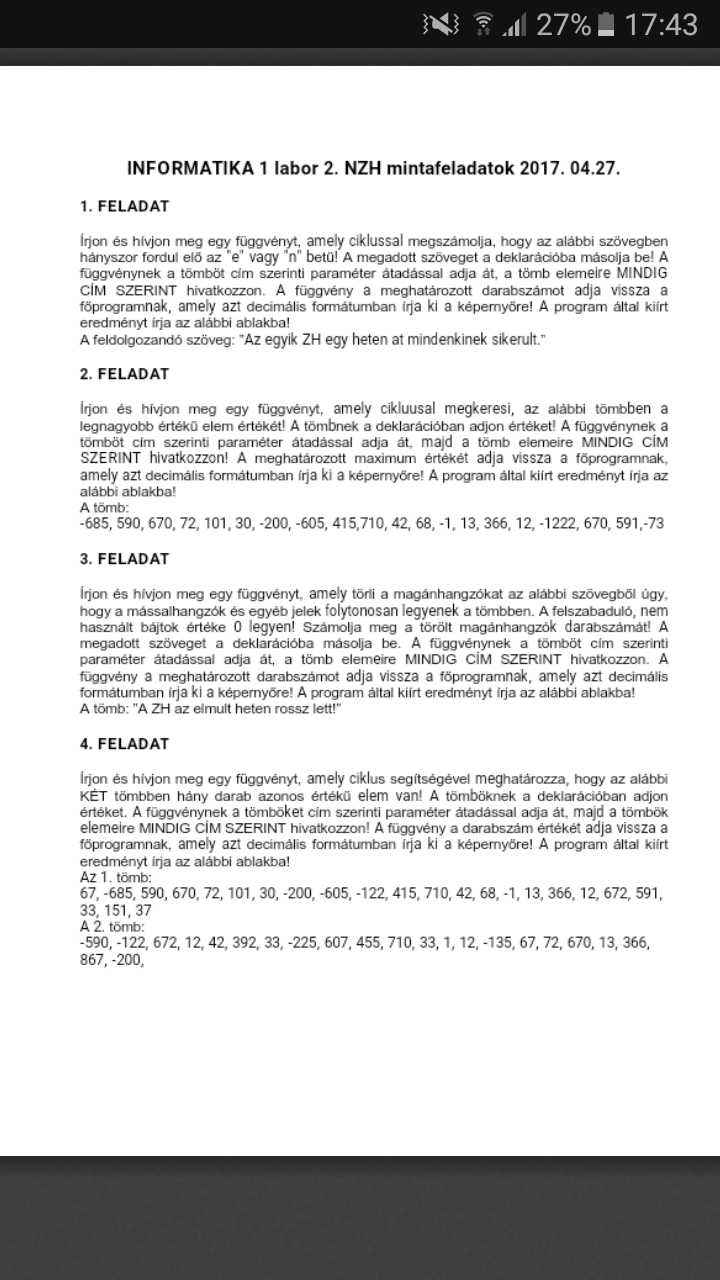 27% 17:43
INFORMATIKA 1 labor 2. NZH mintafeladatok 2017. 04.27.
1. FELADAT
Írjon és hívjon meg egy függvényt, amely ciklussal megszámolja, hogy az alábbi szövegben
hányszor fordul elő az "e" vagy "n" betű! A megadott szöveget a deklarációba másolja be! A
függvénynek a tömböt cím szerinti paraméter átadással adja át, a tömb elemeire MINDIG
CÍM SZERINT hivatkozzon. A függvény a meghatározott darabszámot adja vissza a
főprogramnak, amely azt decimális formátumban írja ki a képernyőre! A program által kiírt
eredményt írja az alábbi ablakba!
A feldolgozandó szöveg: "Az egyik ZH egy heten at mindenkinek sikerult."
2. FELADAT
Írjon és hívjon meg egy függvényt, amely cikluusal megkeresi, az alábbi tömbben a
legnagyobb értékű elem értékét! A tömbnek a deklarációban adjon értéket! A függvénynek a
tömböt cím szerinti paraméter átadással adja át, majd a tömb elemeire MINDIG CÍM
SZERINT hivatkozzon! A meghatározott maximum értékét adja vissza a főprogramnak,
amely azt decimális formátumban írja ki a képernyőre! A program által kiírt eredményt írja az
alábbi ablakba!
A tömb:
-685, 590, 670, 72, 101, 30, -200, -605, 415,710, 42, 68, -1, 13, 366, 12, -1222, 670, 591,-73
3. FELADAT
Írjon és hívjon meg egy függvényt, amely törli a magánhangzókat az alábbi szövegből úgy,
hogy a mássalhangzók és egyéb jelek folytonosan legyenek a tömbben. A felszabaduló, nem
használt bájtok értéke 0 legyen! Számolja meg a törölt magánhangzók darabszámát! A
megadott szöveget a deklarációba másolja be. A függvénynek a tömböt cím szerinti
paraméter átadással adja át, a tömb elemeire MINDIG CÍM SZERINT hivatkozzon. A
függvény a meghatározott darabszámot adja vissza a főprogramnak, amely azt decimális
formátumban írja ki a képernyőre! A program által kiírt eredményt írja az alábbi ablakba!
A tömb: "A ZH az elmult heten rossz lett!"
4. FELADAT
Írjon és hívjon meg egy függvényt, amely ciklus segítségével meghatározza, hogy az alábbi
KÉT tömbben hány darab azonos értékű elem van! A tömböknek a deklarációban adjon
értéket. A függvénynek a tömböket cím szerinti paraméter átadással adja át, majd a tömbök
elemeire MINDIG CÍM SZERINT hivatkozzon! A függvény a darabszám értékét adja vissza a
főprogramnak, amely azt decimális formátumban írja ki a képernyőre! A program által kiírt
eredményt írja az alábbi ablakba!
Az 1. tömb:
67, -685, 590, 670, 72, 101, 30, -200, -605, -122, 415, 710, 42, 68, -1, 13, 366, 12, 672, 591,
33, 151, 37
A 2. tömb:
-590, -122, 672, 12, 42, 392, 33, -225, 607, 455, 710, 33, 1, 12, -135, 67, 72, 670, 13, 366,
867, -200,